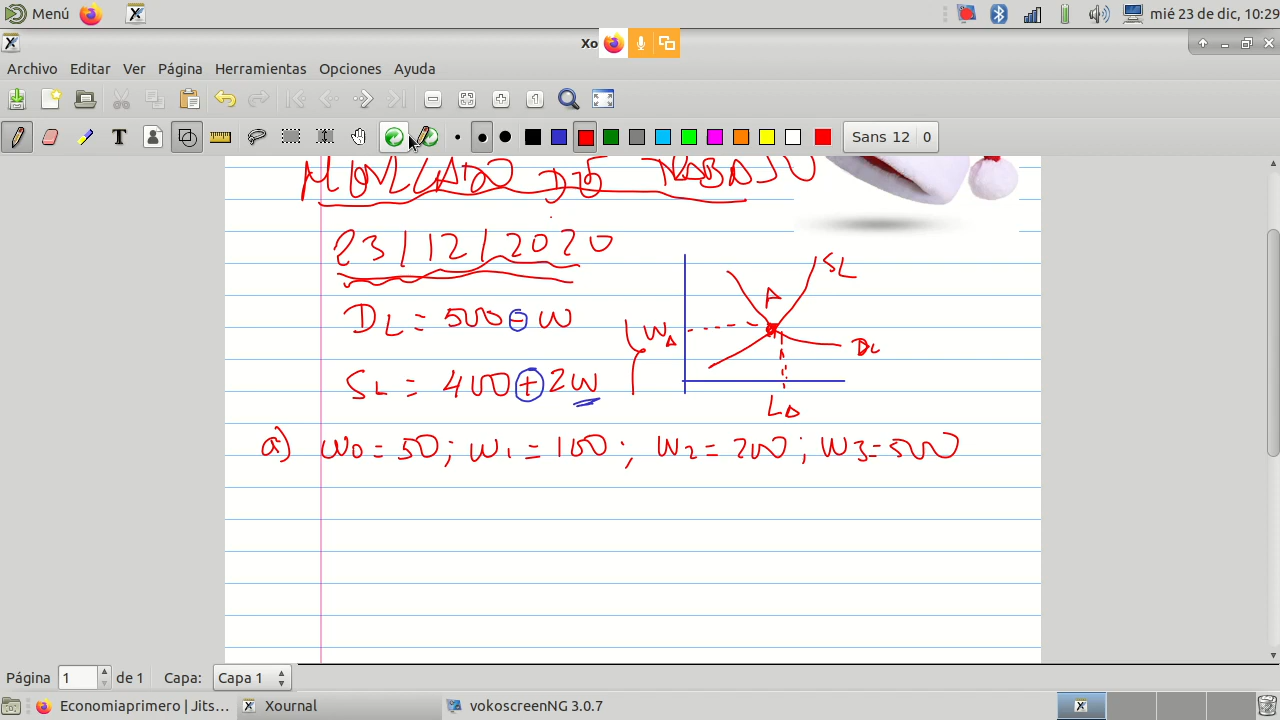 Menú
mié 23 de dic, 10:29
Xo
Archivo Editar Ver Página Herramientas Opciones Ayuda
Sans 12 0
MERCADO DE TRABAJO
23/12/2020
DL = 500 - W
SL = 400 + 2W
WA
A
SL
DL
LA
a) W0 = 50; W1 = 100; W2 = 200; W3 = 500
Página 1 de 1 Capa: Capa 1
Economiaprimero | Jits... Xournal vokoscreenNG 3.0.7